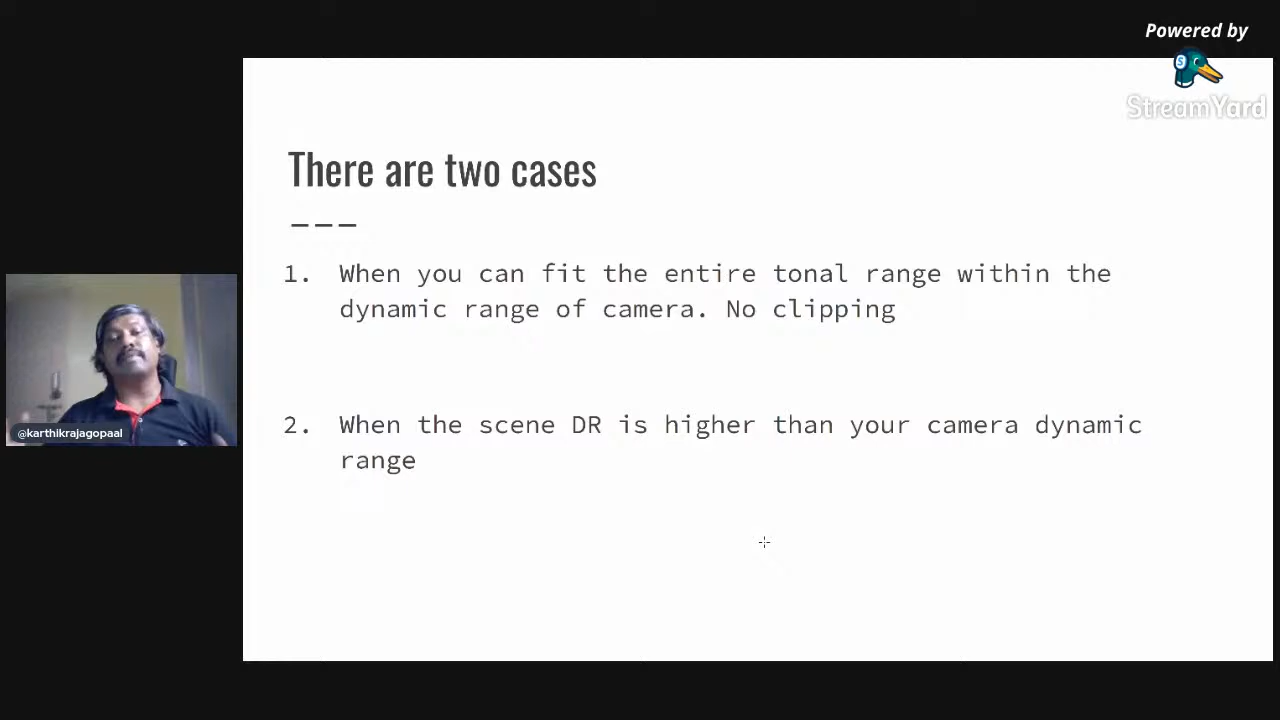 Powered by
StreamYard
There are two cases
1. When you can fit the entire tonal range within the
dynamic range of camera. No clipping
2. When the scene DR is higher than your camera dynamic
range
@karthikrajagopaal